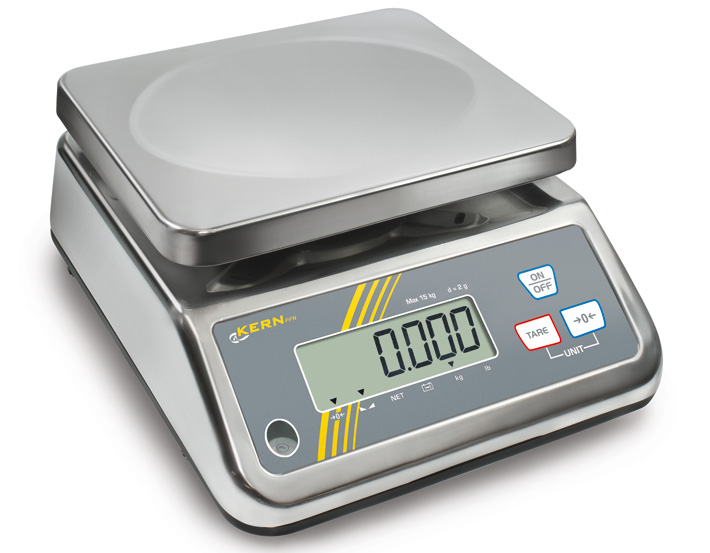 KERN FFN
Max 15 kg d = 2 g
0.000
→0← NET kg lb
ON
OFF
TARE
→0←
UNIT